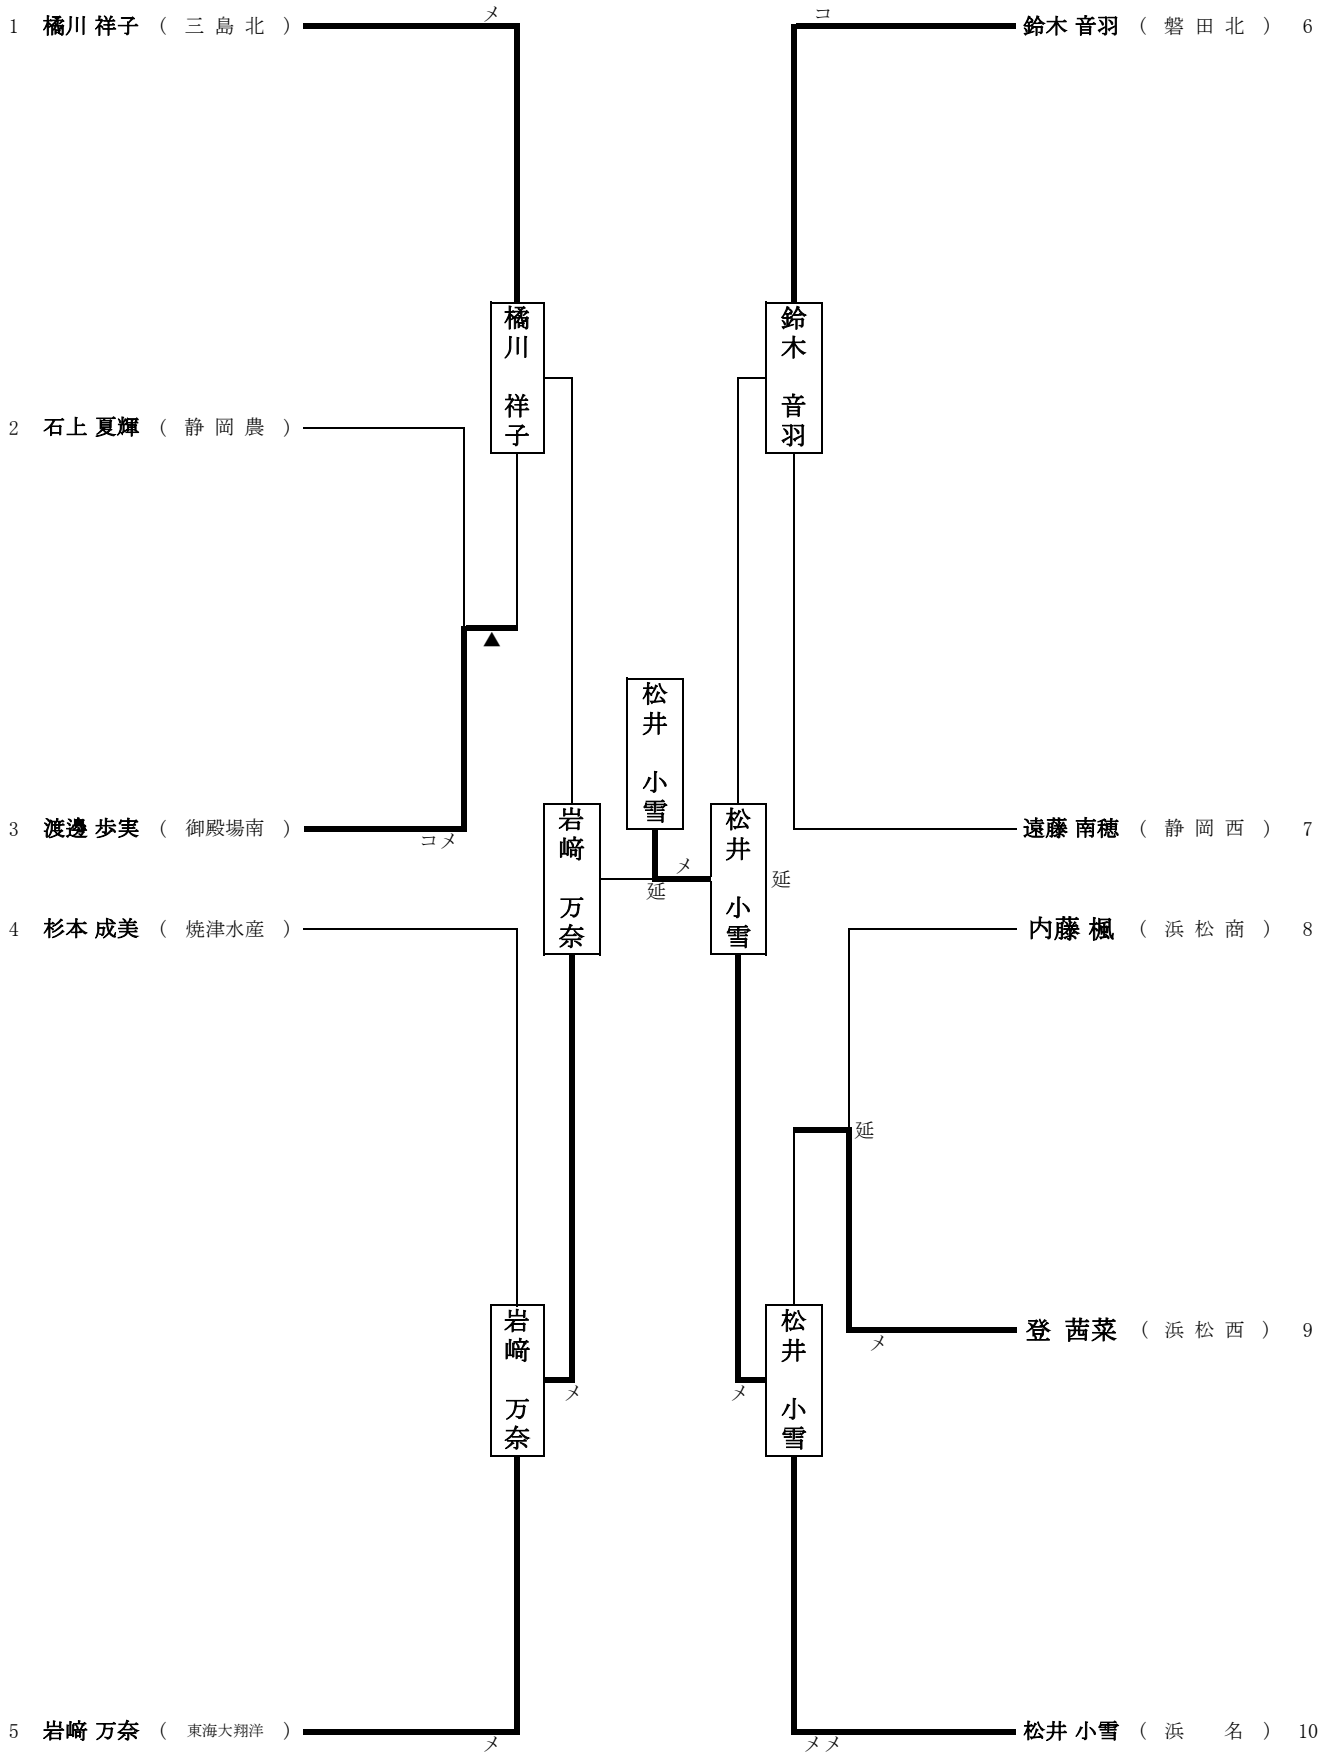 1 橘川 祥子 ( 三島北 )
メ
コ
鈴木 音羽 ( 磐田北 ) 6
橘川 祥子
鈴木 音羽
2 石上 夏輝 ( 静岡農 )
▲
松井 小雪
3 渡邊 歩実 ( 御殿場南 )
コメ
岩﨑 万奈
メ
延
松井 小雪
延
遠藤 南穂 ( 静岡西 ) 7
4 杉本 成美 ( 焼津水産 )
内藤 楓 ( 浜松商 ) 8
延
登 茜菜 ( 浜松西 ) 9
メ
岩﨑 万奈
メ
メ
松井 小雪
5 岩﨑 万奈 ( 東海大翔洋 )
メ
メメ
松井 小雪 ( 浜 名 ) 10